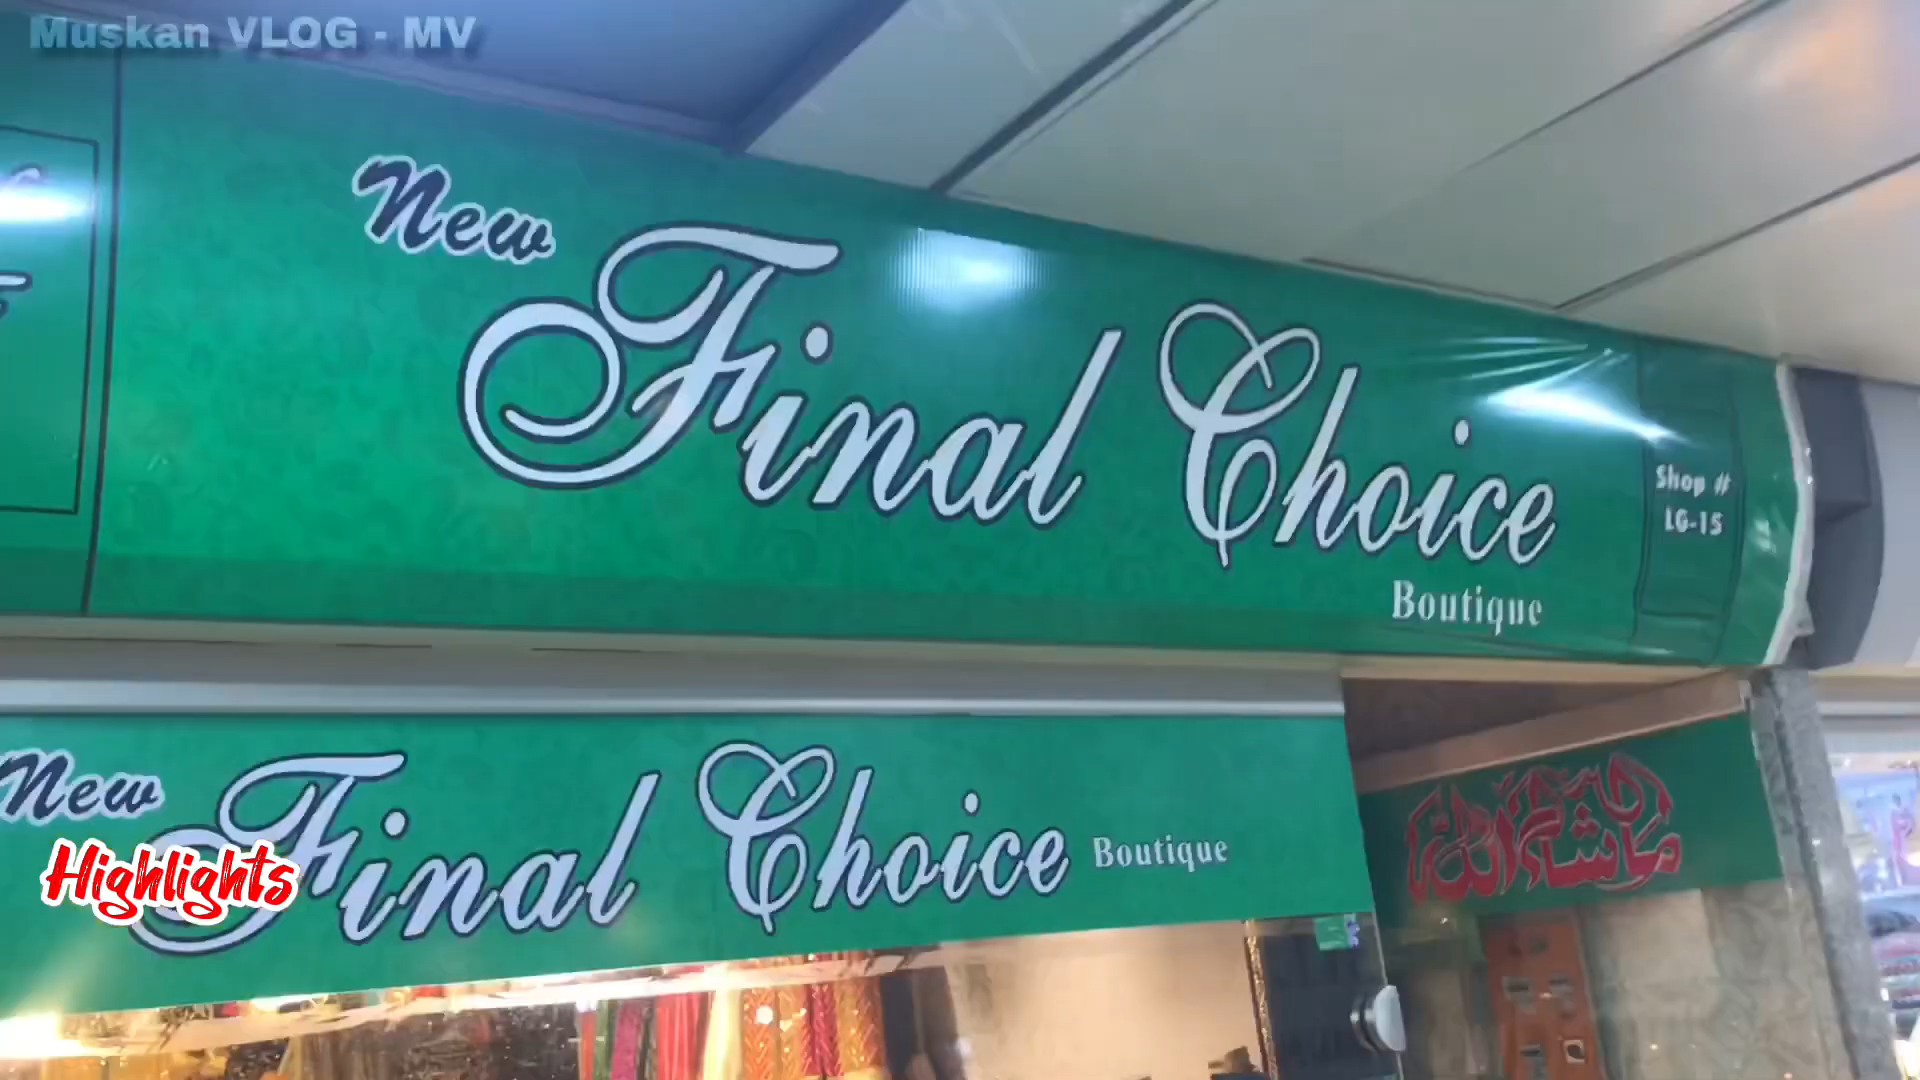 Muskan VLOG - MV
New
Final Choice
Boutique
Shop #
LG-15
New
Final Choice Boutique
Highlights
ماشاءاللہ